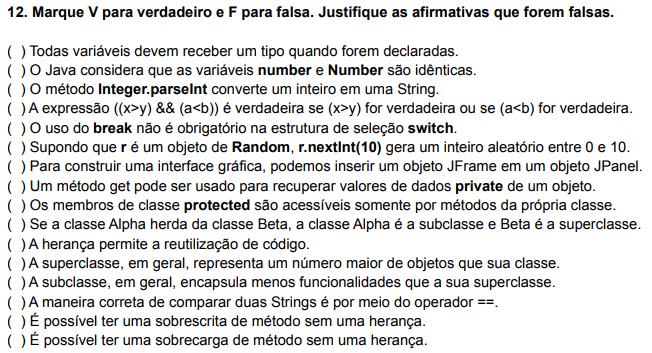 12. Marque V para verdadeiro e F para falsa. Justifique as afirmativas que forem falsas.
( ) Todas variáveis devem receber um tipo quando forem declaradas.
( ) O Java considera que as variáveis number e Number são idênticas.
( ) O método Integer.parseInt converte um inteiro em uma String.
( ) A expressão ((x>y) && (a<b)) é verdadeira se (x>y) for verdadeira ou se (a<b) for verdadeira.
( ) O uso do break não é obrigatório na estrutura de seleção switch.
( ) Supondo que r é um objeto de Random, r.nextInt(10) gera um inteiro aleatório entre 0 e 10.
( ) Para construir uma interface gráfica, podemos inserir um objeto JFrame em um objeto JPanel.
( ) Um método get pode ser usado para recuperar valores de dados private de um objeto.
( ) Os membros de classe protected são acessíveis somente por métodos da própria classe.
( ) Se a classe Alpha herda da classe Beta, a classe Alpha é a subclasse e Beta é a superclasse.
( ) A herança permite a reutilização de código.
( ) A superclasse, em geral, representa um número maior de objetos que sua classe.
( ) A subclasse, em geral, encapsula menos funcionalidades que a sua superclasse.
( ) A maneira correta de comparar duas Strings é por meio do operador ==.
( ) É possível ter uma sobrescrita de método sem uma herança.
( ) É possível ter uma sobrecarga de método sem uma herança.